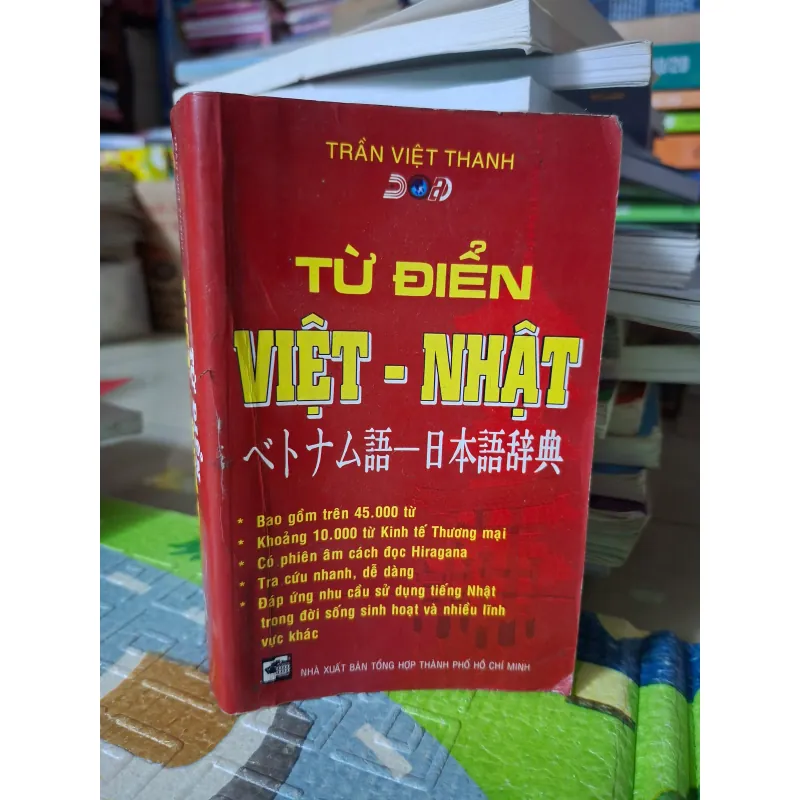 TRẦN VIỆT THANH
TỪ ĐIỂN
VIỆT - NHẬT
ベトナム語ー日本語辞典
* Bao gồm trên 45.000 từ
* Khoảng 10.000 từ Kinh tế Thương mại
* Có phiên âm cách đọc Hiragana
* Tra cứu nhanh, dễ dàng
* Đáp ứng nhu cầu sử dụng tiếng Nhật
trong đời sống sinh hoạt và nhiều lĩnh
vực khác
NHÀ XUẤT BẢN TỔNG HỢP THÀNH PHỐ HỒ CHÍ MINH